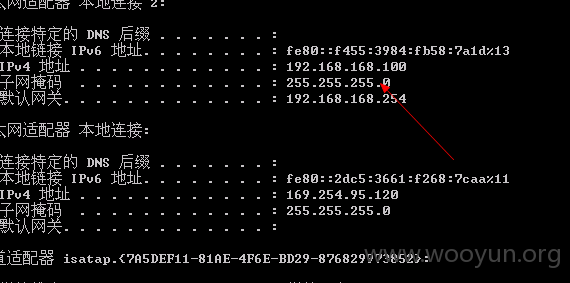 太网适配器 本地连接 2:
连接特定的 DNS 后缀 . . . . . . . :
本地链接 IPv6 地址. . . . . . . . : fe80::f455:3984:fb58:7a1d%13
IPv4 地址 . . . . . . . . . . . . : 192.168.168.100
子网掩码 . . . . . . . . . . . . : 255.255.255.0
默认网关. . . . . . . . . . . . . : 192.168.168.254
太网适配器 本地连接:
连接特定的 DNS 后缀 . . . . . . . :
本地链接 IPv6 地址. . . . . . . . : fe80::2dc5:3661:f268:7caa%11
IPv4 地址 . . . . . . . . . . . . : 169.254.95.120
子网掩码 . . . . . . . . . . . . : 255.255.255.0
默认网关. . . . . . . . . . . . . :
www.wooyun.org
道适配器 isatap.{7A5DEF11-81AE-4F6E-BD29-876829973852}: